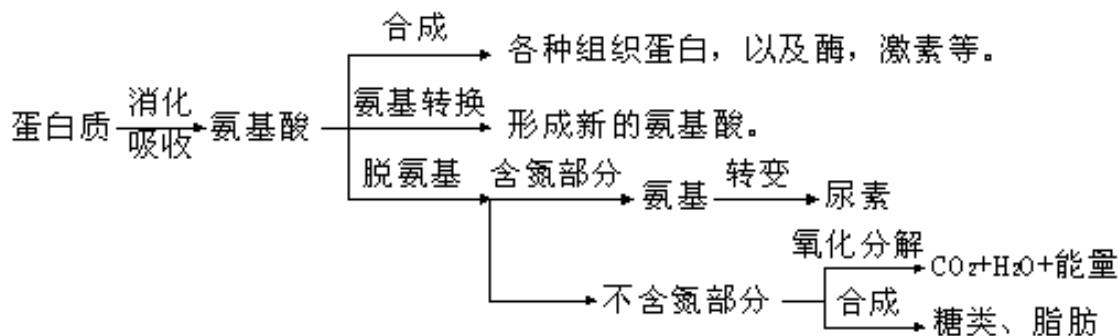 合成
各种组织蛋白，以及酶，激素等。
蛋白质 消化 吸收 氨基酸 氨基转换 形成新的氨基酸。
脱氨基 含氮部分 氨基 转变 尿素
氧化分解 CO₂+H₂O+能量
不含氮部分 合成 糖类、脂肪